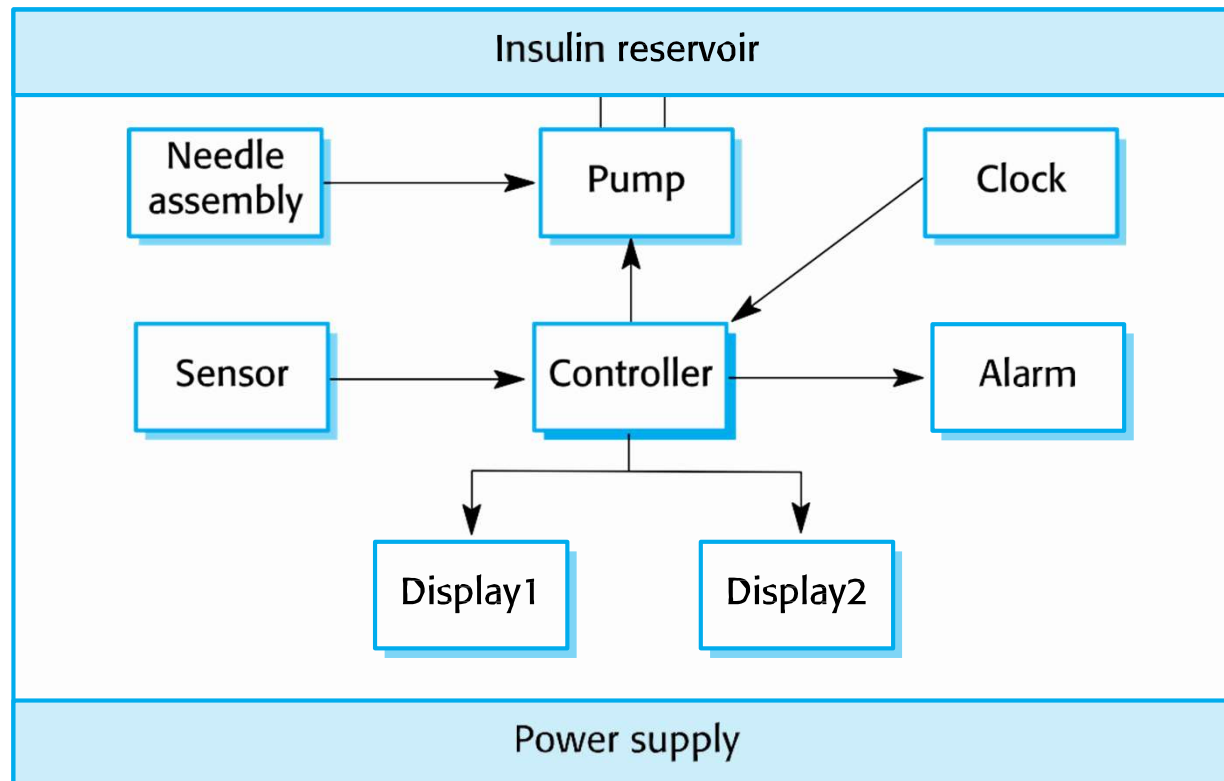 Insulin reservoir
Needle
assembly
Pump
Clock
Sensor
Controller
Alarm
Display1
Display2
Power supply